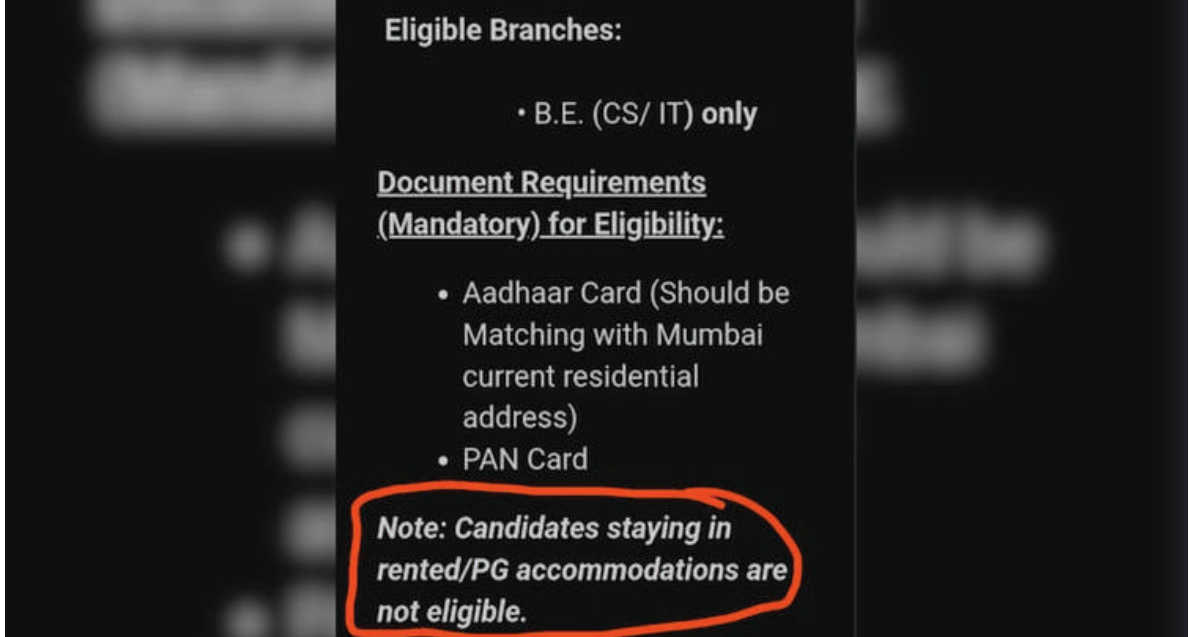 Eligible Branches:
• B.E. (CS/ IT) only
Document Requirements
(Mandatory) for Eligibility:
• Aadhaar Card (Should be
Matching with Mumbai
current residential
address)
• PAN Card
Note: Candidates staying in
rented/PG accommodations are
not eligible.